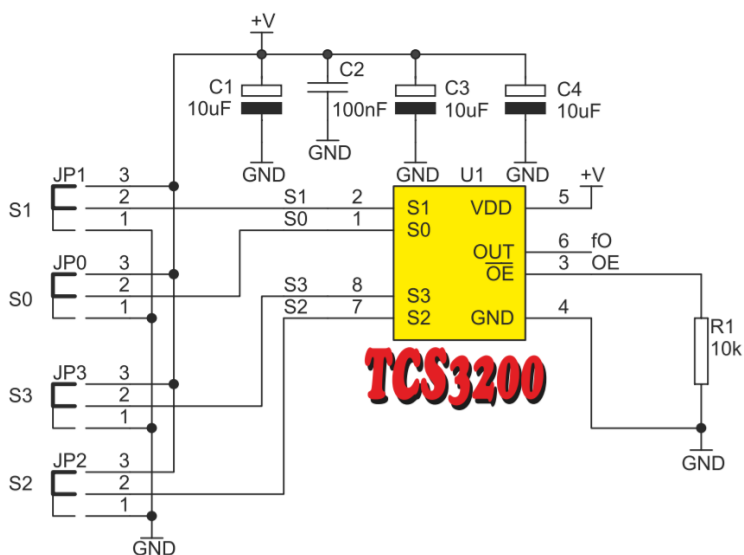 +V
C1
10uF
C2
100nF
C3
10uF
C4
10uF
GND
GND
GND
GND
U1
+V
JP1
3
2
1
S1
S1 2
S0 1
S1
S0
VDD
5
OUT
OE
6 fO
3 OE
JP0
3
2
1
S0
S3 8
S2 7
S3
S2
GND
4
R1
10k
TCS3200
JP3
3
2
1
S3
GND
JP2
3
2
1
S2
GND